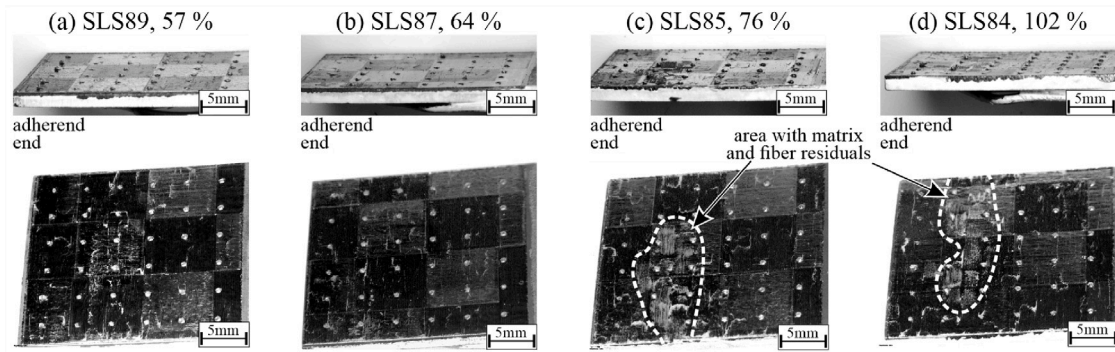 (a) SLS89, 57 %
(b) SLS87, 64 %
(c) SLS85, 76 %
(d) SLS84, 102 %
5mm
5mm
5mm
5mm
adherend
end
adherend
end
adherend
end
adherend
end
area with matrix
and fiber residuals
5mm
5mm
5mm
5mm